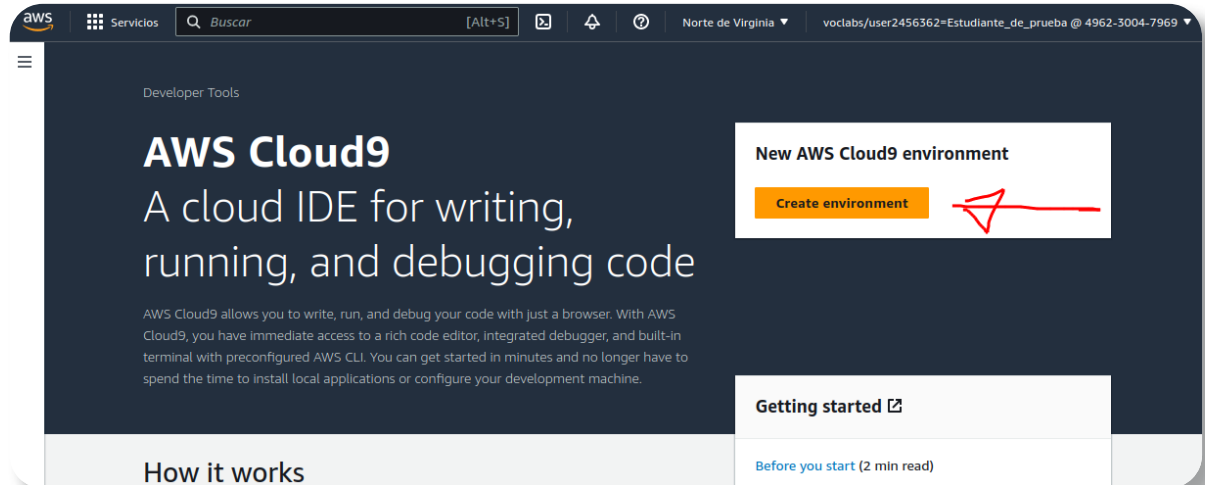 aws
Servicios
Buscar
[Alt+S]
Norte de Virginia
voclabs/user2456362=Estudiante_de_prueba @ 4962-3004-7969
Developer Tools
AWS Cloud9
A cloud IDE for writing,
running, and debugging code
AWS Cloud9 allows you to write, run, and debug your code with just a browser. With AWS
Cloud9, you have immediate access to a rich code editor, integrated debugger, and built-in
terminal with preconfigured AWS CLI. You can get started in minutes and no longer have to
spend the time to install local applications or configure your development machine.
New AWS Cloud9 environment
Create environment
Getting started
Before you start (2 min read)
How it works